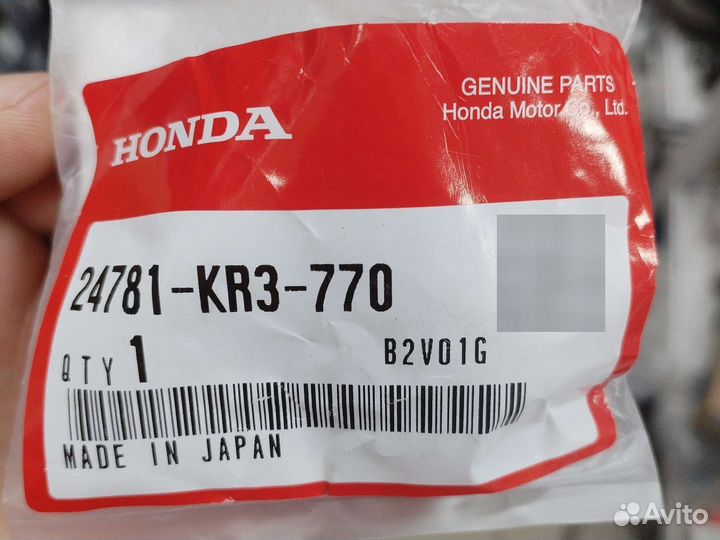 HONDA
GENUINE PARTS
Honda Motor Co., Ltd.
24781-KR3-770
QTY 1
B2V01G
MADE IN JAPAN
Avito